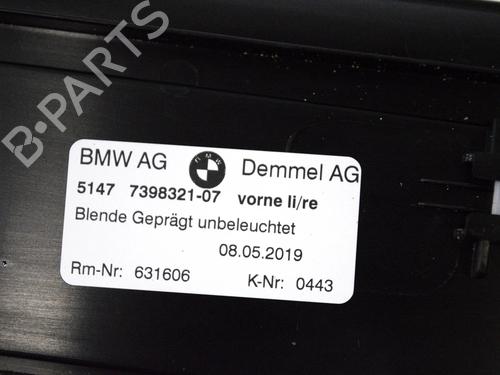 B-PARTS
BMW AG BMW Demmel AG
5147 7398321-07 vorne li/re
Blende Geprägt unbeleuchtet
08.05.2019
Rm-Nr: 631606 K-Nr: 0443